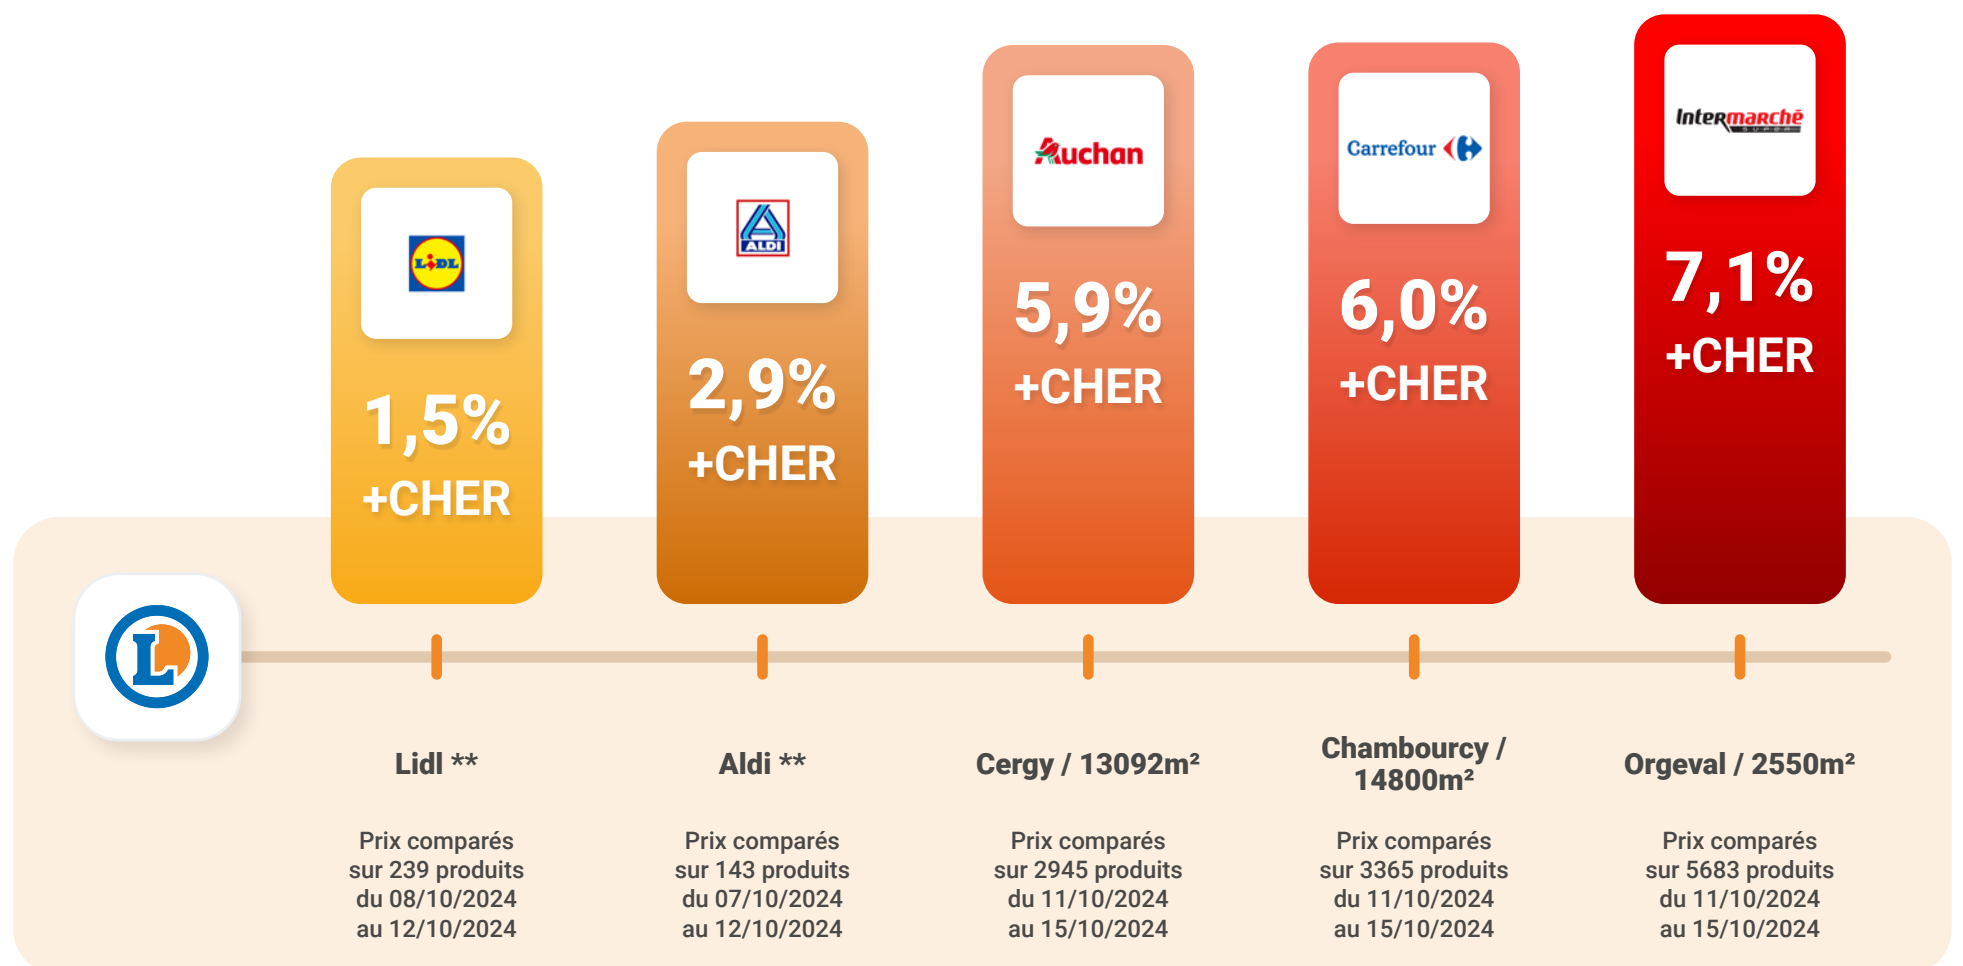 LIDL
1,5%
+CHER
ALDI
2,9%
+CHER
Auchan
5,9%
+CHER
Carrefour
6,0%
+CHER
Intermarchē
SUPER
7,1%
+CHER
L
Lidl **
Prix comparés
sur 239 produits
du 08/10/2024
au 12/10/2024
Aldi **
Prix comparés
sur 143 produits
du 07/10/2024
au 12/10/2024
Cergy / 13092m²
Prix comparés
sur 2945 produits
du 11/10/2024
au 15/10/2024
Chambourcy /
14800m²
Prix comparés
sur 3365 produits
du 11/10/2024
au 15/10/2024
Orgeval / 2550m²
Prix comparés
sur 5683 produits
du 11/10/2024
au 15/10/2024